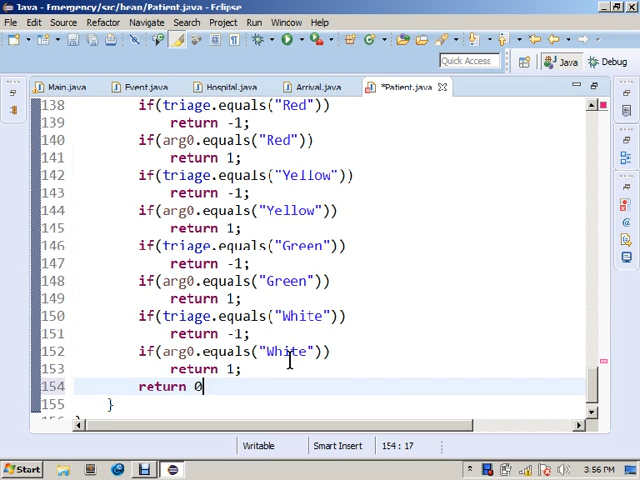 Java - Emergency/src/bean/Patient.java - Eclipse
File Edit Source Refactor Navigate Search Project Run Window Help
Quick Access Java Debug
Main.java Event.java Hospital.java Arrival.java *Patient.java
138 if(triage.equals("Red"))
139 return -1;
140 if(arg0.equals("Red"))
141 return 1;
142 if(triage.equals("Yellow"))
143 return -1;
144 if(arg0.equals("Yellow"))
145 return 1;
146 if(triage.equals("Green"))
147 return -1;
148 if(arg0.equals("Green"))
149 return 1;
150 if(triage.equals("White"))
151 return -1;
152 if(arg0.equals("White"))
153 return 1;
154 return 0
155 }
156 }
Writable Smart Insert 154 : 17
Start 3:56 PM